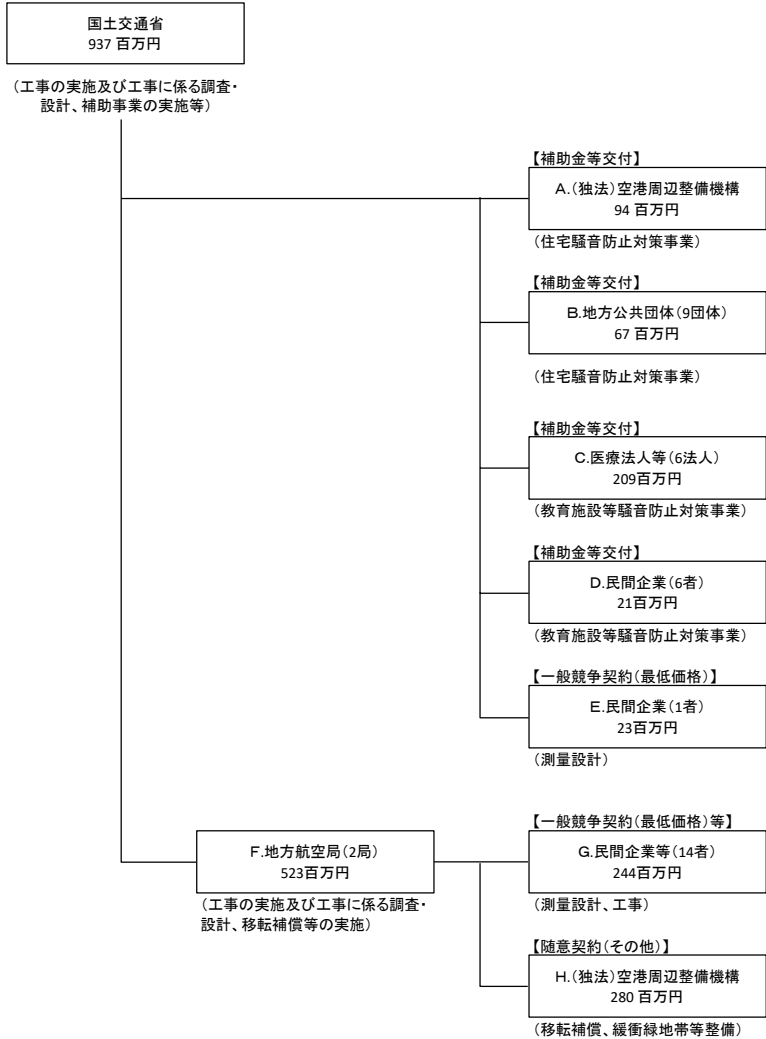 国土交通省
937 百万円
(工事の実施及び工事に係る調査・
設計、補助事業の実施等)
【補助金等交付】
A.(独法)空港周辺整備機構
94 百万円
(住宅騒音防止対策事業)
【補助金等交付】
B.地方公共団体(9団体)
67 百万円
(住宅騒音防止対策事業)
【補助金等交付】
C.医療法人等(6法人)
209百万円
(教育施設等騒音防止対策事業)
【補助金等交付】
D.民間企業(6者)
21百万円
(教育施設等騒音防止対策事業)
【一般競争契約(最低価格)】
E.民間企業(1者)
23百万円
(測量設計)
F.地方航空局(2局)
523百万円
(工事の実施及び工事に係る調査・
設計、移転補償等の実施)
【一般競争契約(最低価格)等】
G.民間企業等(14者)
244百万円
(測量設計、工事)
【随意契約(その他)】
H.(独法)空港周辺整備機構
280 百万円
(移転補償、緩衝緑地帯等整備)